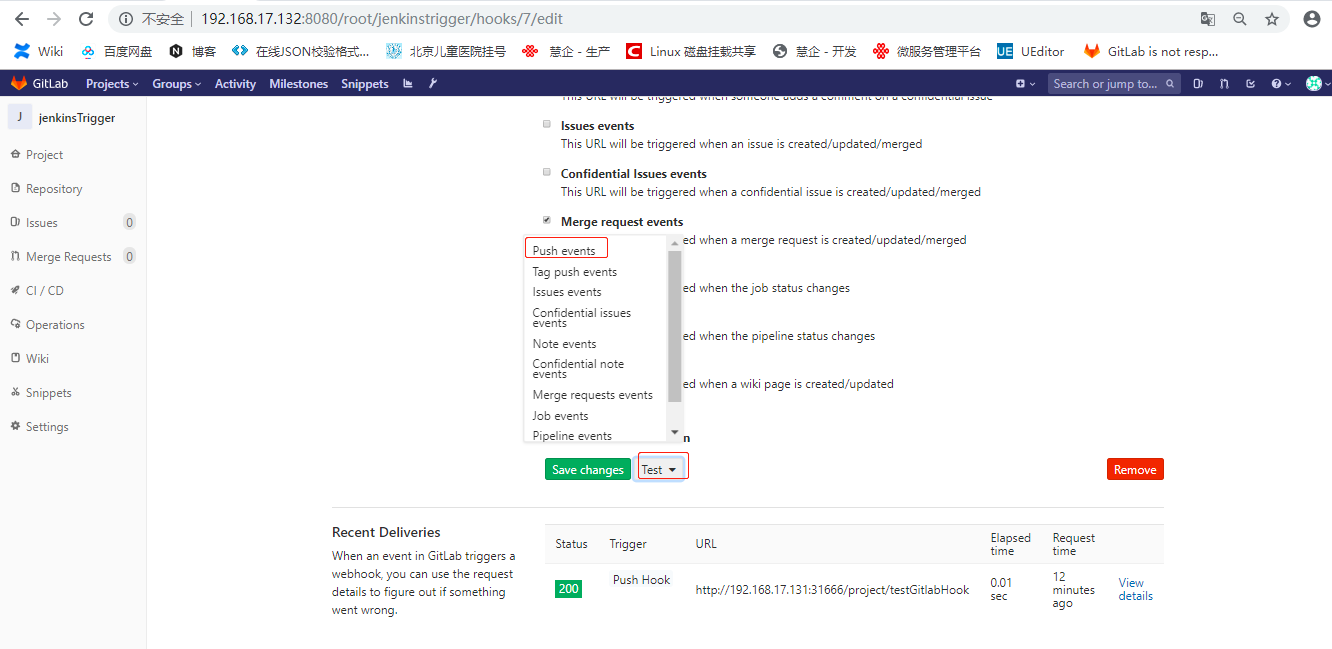 不安全 192.168.17.132:8080/root/jenkinstrigger/hooks/7/edit
Wiki 百度网盘 博客 在线JSON校验格式... 北京儿童医院挂号 慧企 - 生产 Linux 磁盘挂载共享 慧企 - 开发 微服务管理平台 UE UEditor GitLab is not resp...
GitLab Projects Groups Activity Milestones Snippets Search or jump to...
J jenkinsTrigger
Project
Repository
Issues 0
Merge Requests 0
CI / CD
Operations
Wiki
Snippets
Settings
This URL will be triggered when someone adds a comment on a confidential issue
Issues events
This URL will be triggered when an issue is created/updated/merged
Confidential Issues events
This URL will be triggered when a confidential issue is created/updated/merged
Merge request events
ed when a merge request is created/updated/merged
ed when the job status changes
ed when the pipeline status changes
ed when a wiki page is created/updated
n
Push events
Tag push events
Issues events
Confidential issues
events
Note events
Confidential note
events
Merge requests events
Job events
Pipeline events
Save changes Test Remove
Recent Deliveries
When an event in GitLab triggers a
webhook, you can use the request
details to figure out if something
went wrong.
Status Trigger URL Elapsed time Request time
200 Push Hook http://192.168.17.131:31666/project/testGitlabHook 0.01 sec 12 minutes ago View details